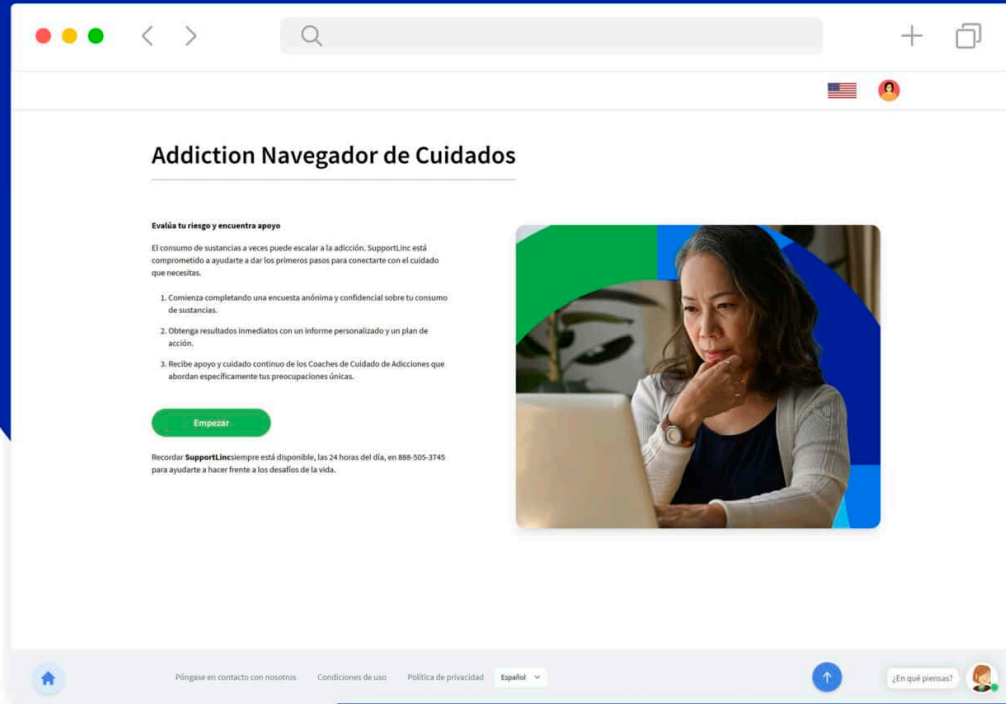 Addiction Navegador de Cuidados
Evalúa tu riesgo y encuentra apoyo
El consumo de sustancias a veces puede escalar a la adicción. SupportLinc está
comprometido a ayudarte a dar los primeros pasos para conectarte con el cuidado
que necesitas.
1. Comienza completando una encuesta anónima y confidencial sobre tu consumo
de sustancias.
2. Obtenga resultados inmediatos con un informe personalizado y un plan de
acción.
3. Recibe apoyo y cuidado continuo de los Coaches de Cuidado de Adicciones que
abordan específicamente tus preocupaciones únicas.
Empezar
Recordar SupportLincsiempre está disponible, las 24 horas del día, en 888-505-3745
para ayudarte a hacer frente a los desafíos de la vida.
Póngase en contacto con nosotros Condiciones de uso Política de privacidad Español ¿En qué piensas?